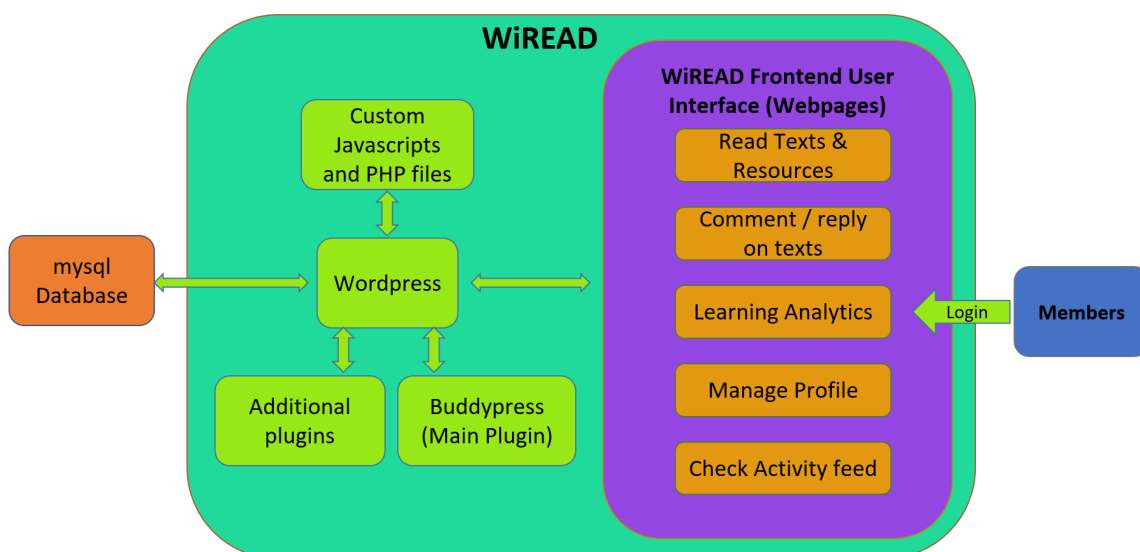 WiREAD
WiREAD Frontend User
Interface (Webpages)
Custom
Javascripts
and PHP files
Read Texts &
Resources
Comment / reply
on texts
mysql
Database
Wordpress
Learning Analytics
Login
Members
Manage Profile
Additional
plugins
Buddypress
(Main Plugin)
Check Activity feed